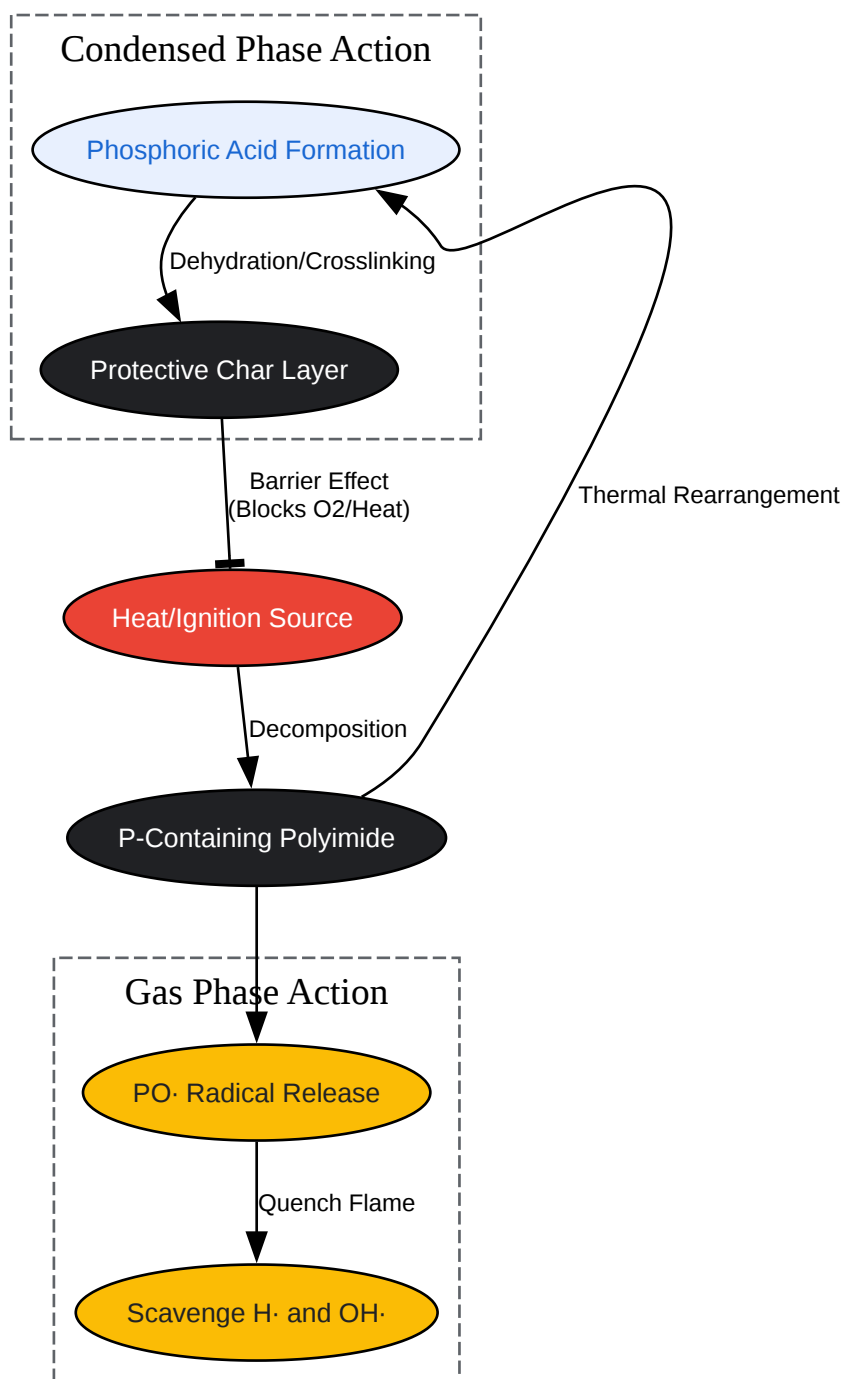 Condensed Phase Action
Phosphoric Acid Formation
Dehydration/Crosslinking
Protective Char Layer
Barrier Effect
(Blocks O2/Heat)
Thermal Rearrangement
Heat/Ignition Source
Decomposition
P-Containing Polyimide
Gas Phase Action
PO· Radical Release
Quench Flame
Scavenge H· and OH·